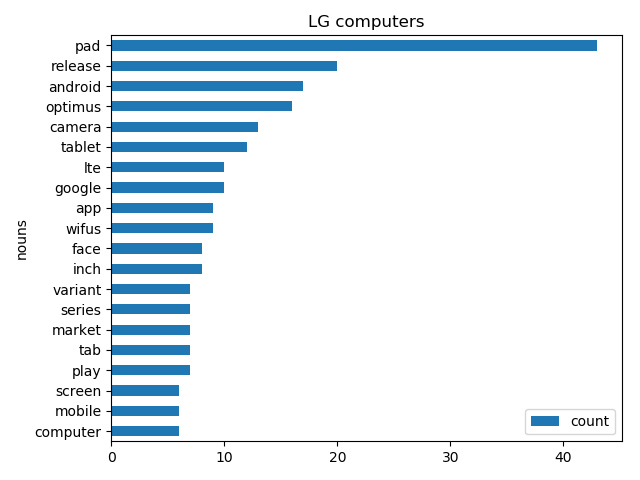 LG computers
pad
release
android
optimus
camera
tablet
lte
google
app
wifus
face
inch
variant
series
market
tab
play
screen
mobile
computer
nouns
count
0 10 20 30 40